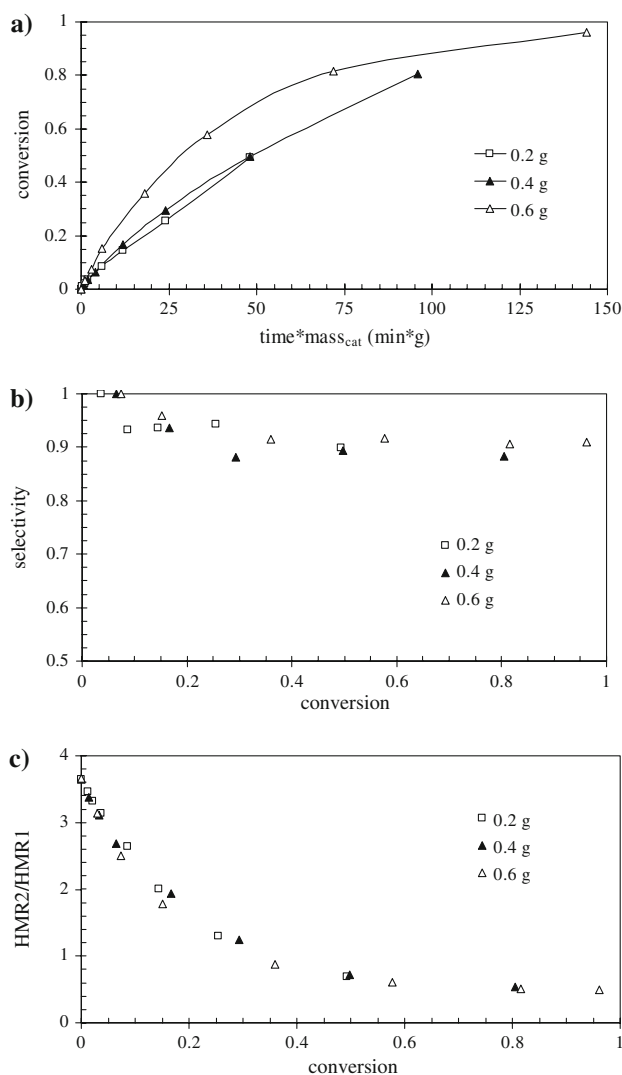 a)
1
0.8
0.6
0.4
0.2
0
conversion
0.2 g
0.4 g
0.6 g
0 25 50 75 100 125 150
time*mass_cat (min*g)
b)
1
0.9
0.8
0.7
0.6
0.5
selectivity
0.2 g
0.4 g
0.6 g
0 0.2 0.4 0.6 0.8 1
conversion
c)
4
3
2
1
0
HMR2/HMR1
0.2 g
0.4 g
0.6 g
0 0.2 0.4 0.6 0.8 1
conversion